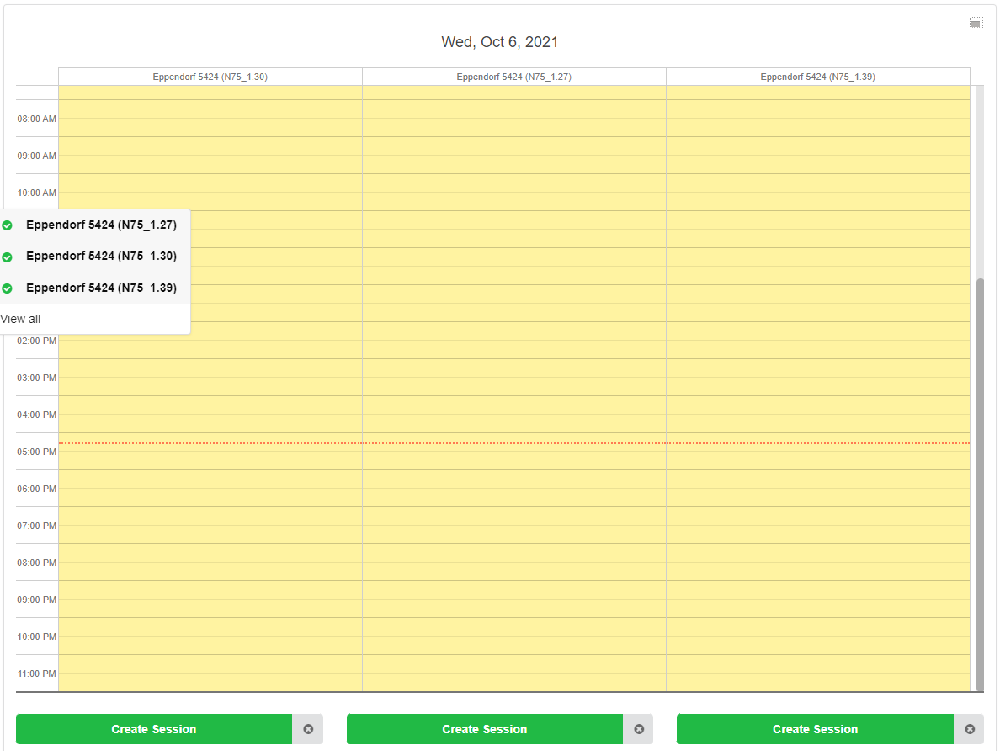 Wed, Oct 6, 2021
Eppendorf 5424 (N75_1.30)
Eppendorf 5424 (N75_1.27)
Eppendorf 5424 (N75_1.39)
08:00 AM
09:00 AM
10:00 AM
Eppendorf 5424 (N75_1.27)
Eppendorf 5424 (N75_1.30)
Eppendorf 5424 (N75_1.39)
View all
02:00 PM
03:00 PM
04:00 PM
05:00 PM
06:00 PM
07:00 PM
08:00 PM
09:00 PM
10:00 PM
11:00 PM
Create Session
Create Session
Create Session